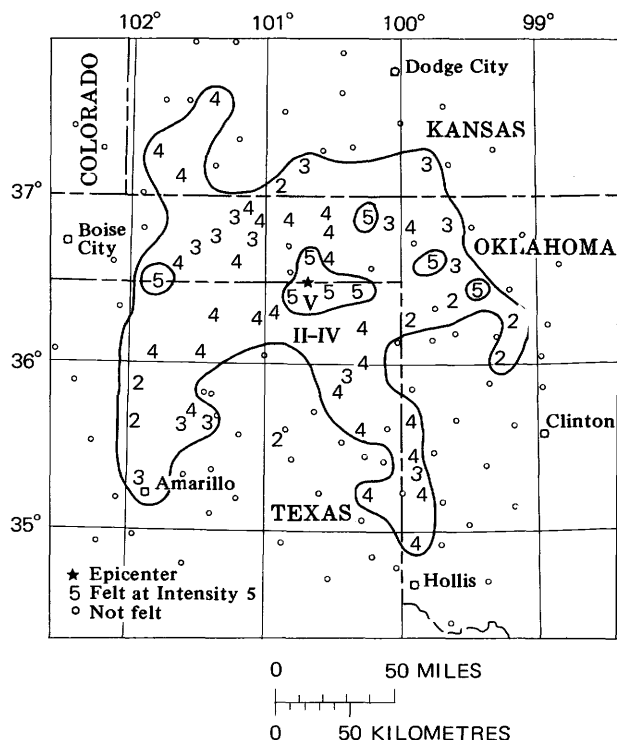 102° 101° 100° 99°
Dodge City
COLORADO
KANSAS
4
4 3 3
4 4
37°
4 5
3 4 4 4 4 3 3
Boise City
3 4 3 4 4
OKLAHOMA
4 4 5 4 5 3
5
5 5 5 5
V
4 4 4 3 2 2
II–IV
4 2
36°
4 4 4 2
3
2 4
2 4 3 3 4 4
2
4
3 3
Clinton
Amarillo
4 4
35°
TEXAS
4
★ Epicenter
5 Felt at Intensity 5
○ Not felt
Hollis
0 50 MILES
0 50 KILOMETRES